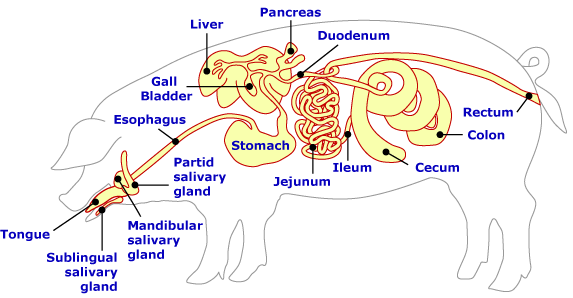 Pancreas
Liver
Duodenum
Gall
Bladder
Esophagus
Rectum
Stomach
Colon
Partid
salivary
gland
Ileum
Cecum
Jejunum
Tongue
Mandibular
salivary
gland
Sublingual
salivary
gland